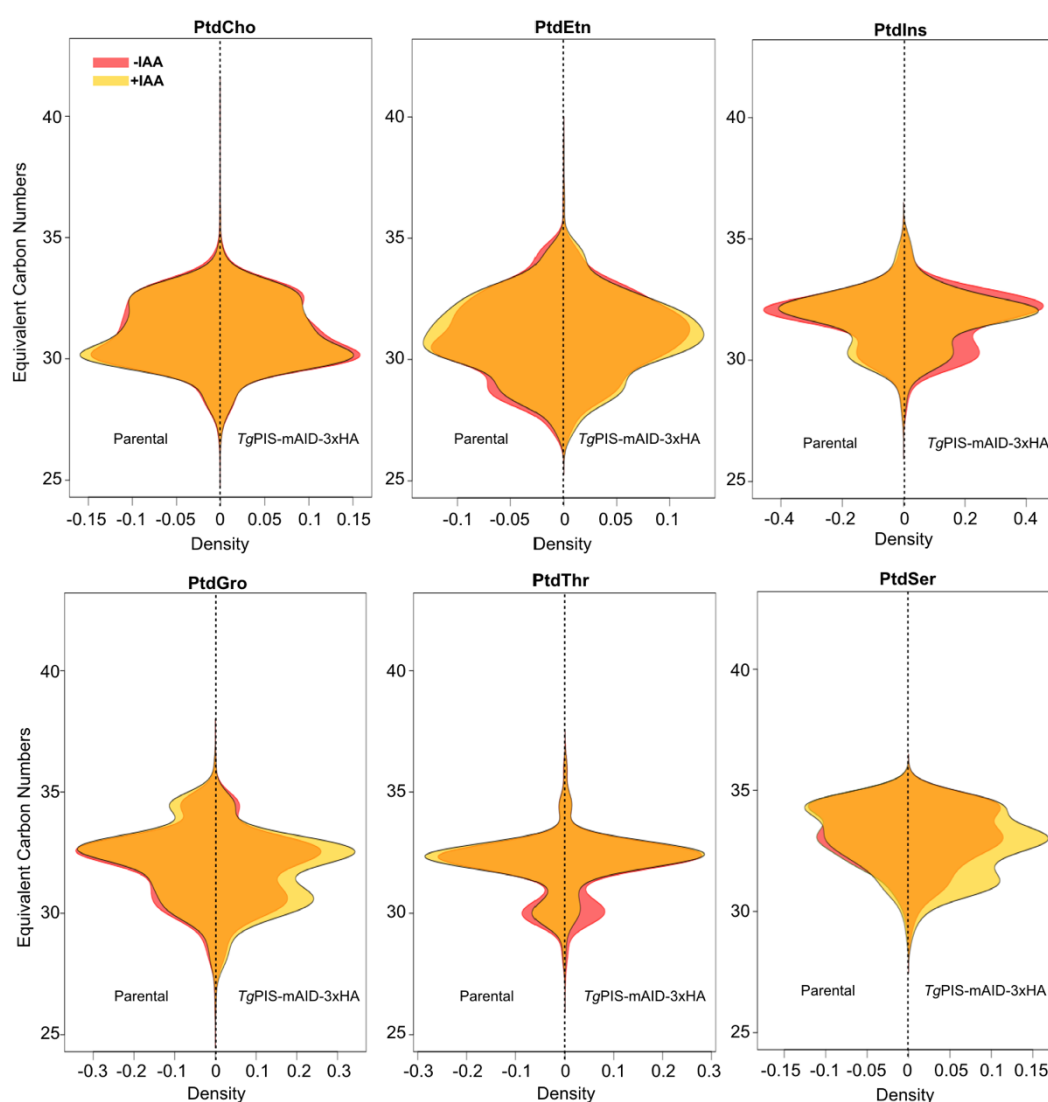 PtdCho
PtdEtn
PtdIns
-IAA
+IAA
Equivalent Carbon Numbers
40
35
30
25
Parental
TgPIS-mAID-3xHA
-0.15 -0.1 -0.05 0 0.05 0.10 0.15
Density
40
35
30
25
Parental
TgPIS-mAID-3xHA
-0.1 -0.05 0 0.05 0.1
Density
40
35
30
25
Parental
TgPIS-mAID-3xHA
-0.4 -0.2 0 0.2 0.4
Density
PtdGro
PtdThr
PtdSer
Equivalent Carbon Numbers
40
35
30
25
Parental
TgPIS-mAID-3xHA
-0.3 -0.2 -0.1 0 0.1 0.2 0.3
Density
40
35
30
25
Parental
TgPIS-mAID-3xHA
-0.3 -0.2 -0.1 0 0.1 0.2 0.3
Density
40
35
30
25
Parental
TgPIS-mAID-3xHA
-0.15 -0.1 -0.05 0 0.05 0.10 0.15
Density